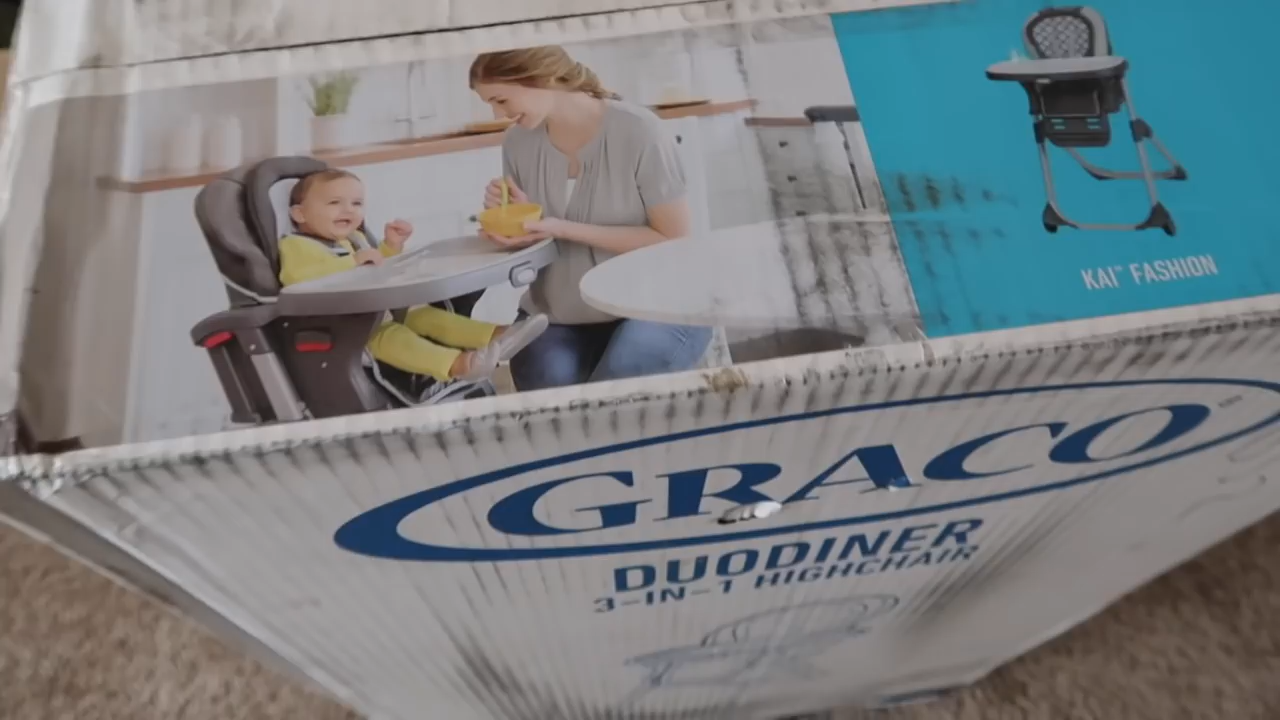 KAI™ FASHION
GRACO
DUODINER
3-IN-1 HIGHCHAIR